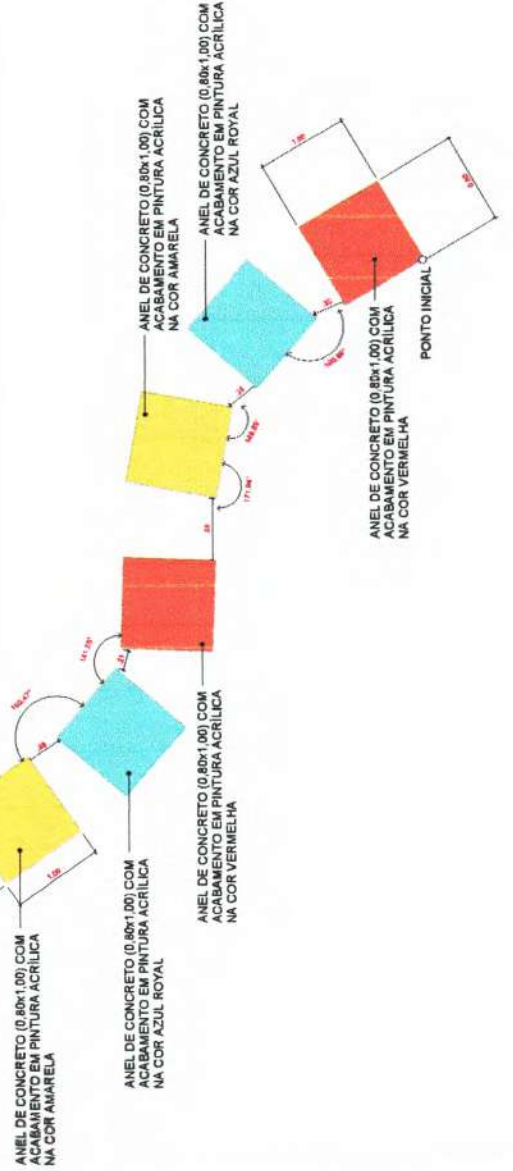 ANEL DE CONCRETO (0,80x1,00) COM
ACABAMENTO EM PINTURA ACRÍLICA
NA COR AMARELA
ANEL DE CONCRETO (0,80x1,00) COM
ACABAMENTO EM PINTURA ACRÍLICA
NA COR AZUL ROYAL
ANEL DE CONCRETO (0,80x1,00) COM
ACABAMENTO EM PINTURA ACRÍLICA
NA COR VERMELHA
ANEL DE CONCRETO (0,80x1,00) COM
ACABAMENTO EM PINTURA ACRÍLICA
NA COR AMARELA
ANEL DE CONCRETO (0,80x1,00) COM
ACABAMENTO EM PINTURA ACRÍLICA
NA COR AZUL ROYAL
ANEL DE CONCRETO (0,80x1,00) COM
ACABAMENTO EM PINTURA ACRÍLICA
NA COR VERMELHA
PONTO INICIAL
1,00
1,00
171.94°